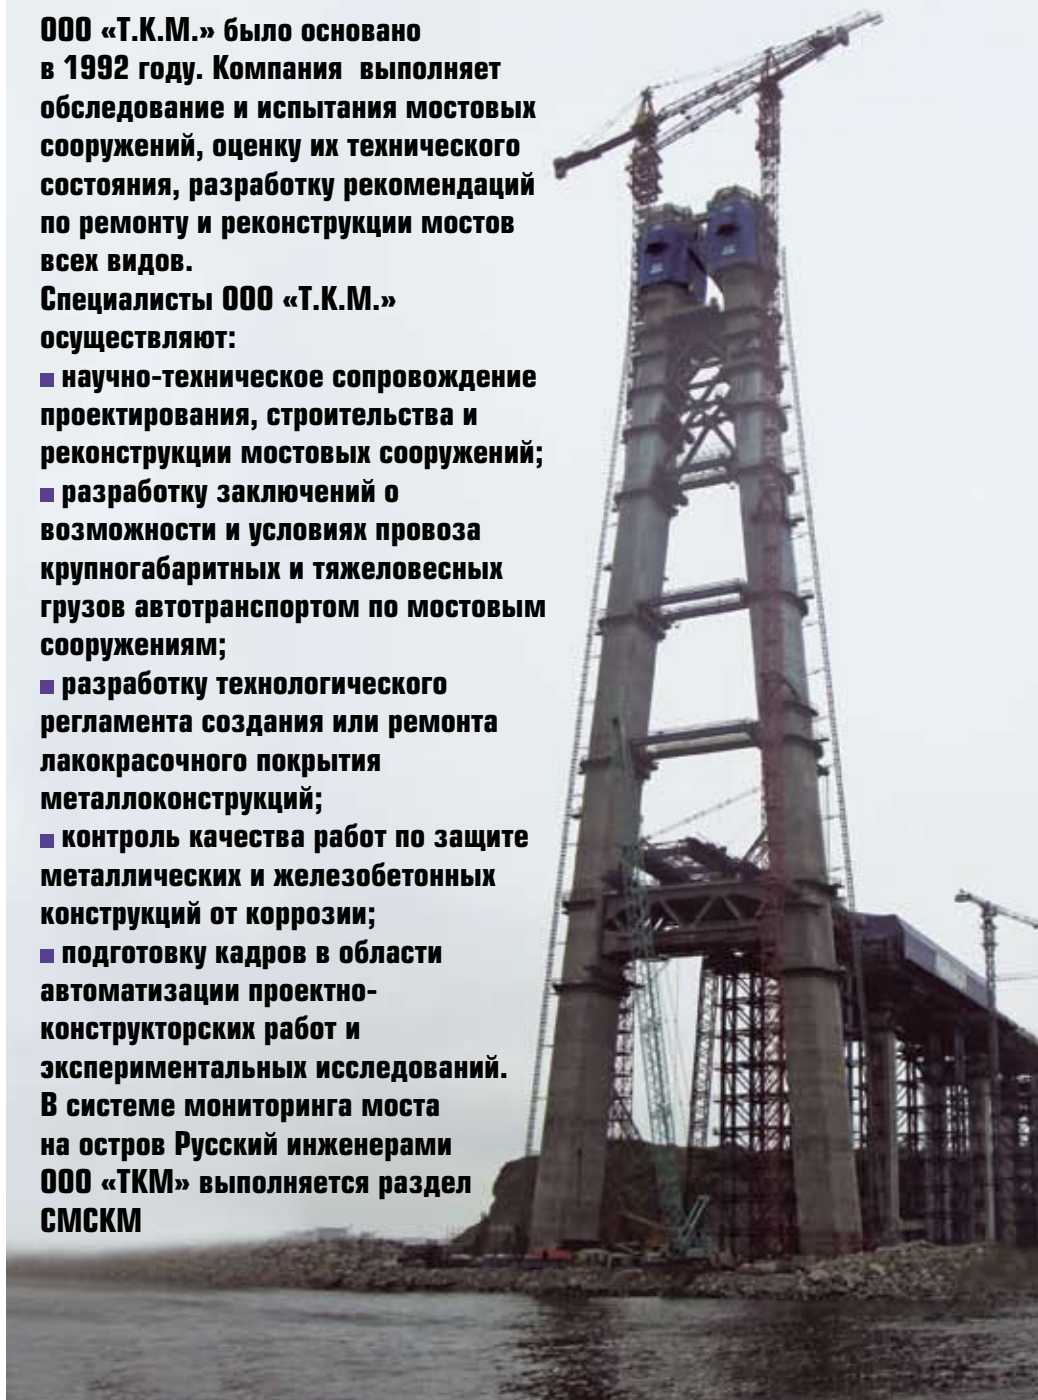 ООО «Т.К.М.» было основано
в 1992 году. Компания выполняет
обследование и испытания мостовых
сооружений, оценку их технического
состояния, разработку рекомендаций
по ремонту и реконструкции мостов
всех видов.
Специалисты ООО «Т.К.М.»
осуществляют:
■ научно-техническое сопровождение
проектирования, строительства и
реконструкции мостовых сооружений;
■ разработку заключений о
возможности и условиях провоза
крупногабаритных и тяжеловесных
грузов автотранспортом по мостовым
сооружениям;
■ разработку технологического
регламента создания или ремонта
лакокрасочного покрытия
металлоконструкций;
■ контроль качества работ по защите
металлических и железобетонных
конструкций от коррозии;
■ подготовку кадров в области
автоматизации проектно-
конструкторских работ и
экспериментальных исследований.
В системе мониторинга моста
на остров Русский инженерами
ООО «ТКМ» выполняется раздел
СМСКМ